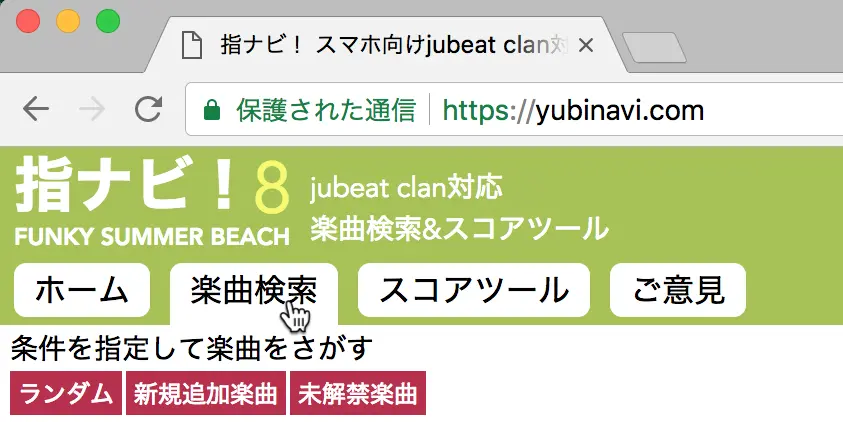 指ナビ！ スマホ向けjubeat clan対
保護された通信 https://yubinavi.com
指ナビ！8
FUNKY SUMMER BEACH
jubeat clan対応
楽曲検索&スコアツール
ホーム 楽曲検索 スコアツール ご意見
条件を指定して楽曲をさがす
ランダム 新規追加楽曲 未解禁楽曲